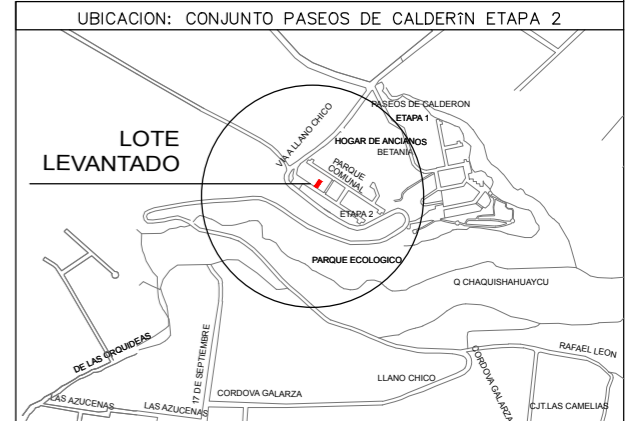 UBICACION: CONJUNTO PASEOS DE CALDERîN ETAPA 2
PASEOS DE CALDERON
ETAPA 1
VIA A LLANO CHICO
LOTE
LEVANTADO
HOGAR DE ANCIANOS
BETANIA
PARQUE
COMUNAL
ETAPA 2
PARQUE ECOLOGICO
Q CHAQUISHAHUAYCU
DE LAS ORQUIDEAS
17 DE SEPTIEMBRE
RAFAEL LEON
LLANO CHICO
CORDOVA GALARZA
CORDOVA GALARZA
LAS AZUCENAS
LAS AZUCENAS
CJT.LAS CAMELIAS